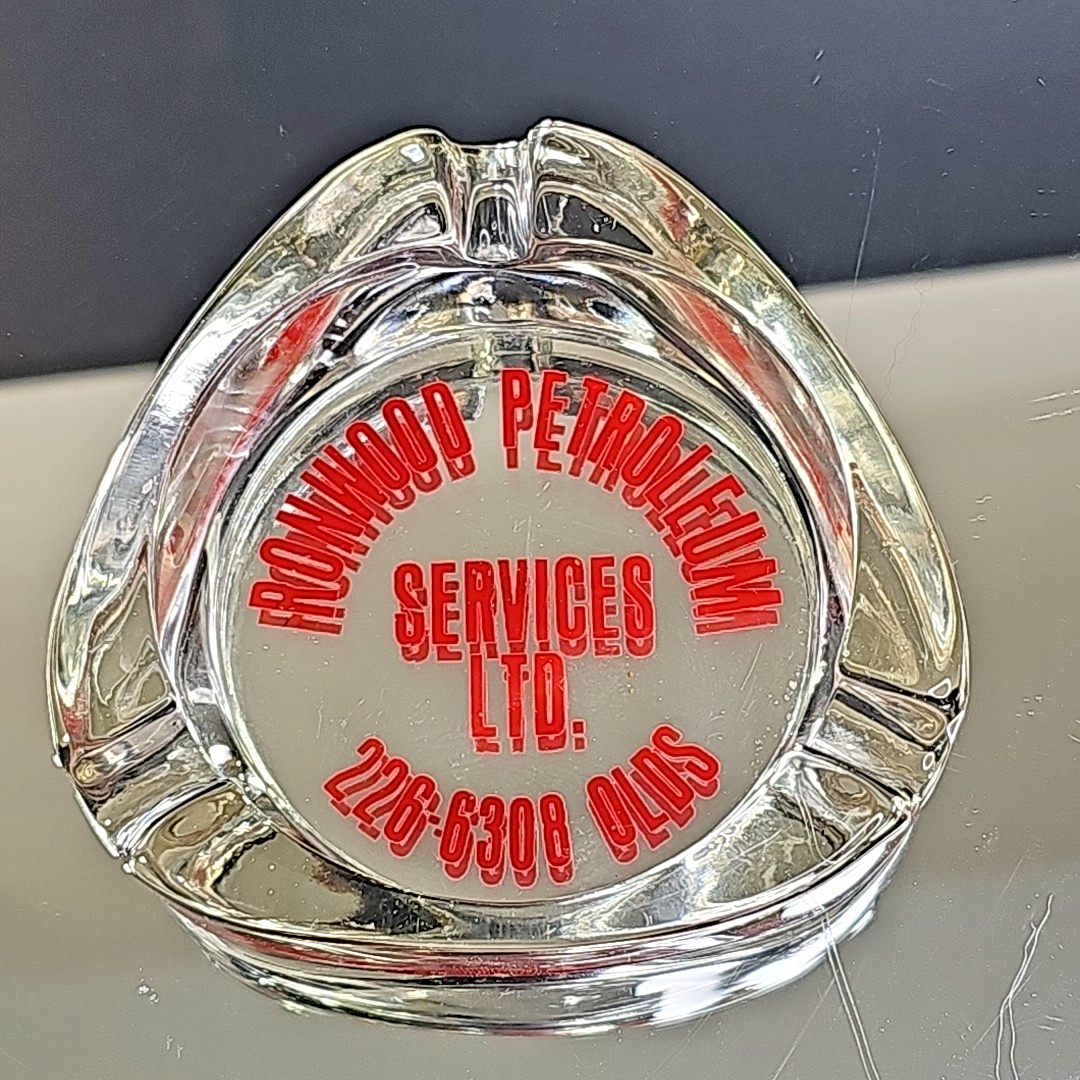 IRONWOOD PETROLEUM
SERVICES
LTD.
226-6308 OLDS